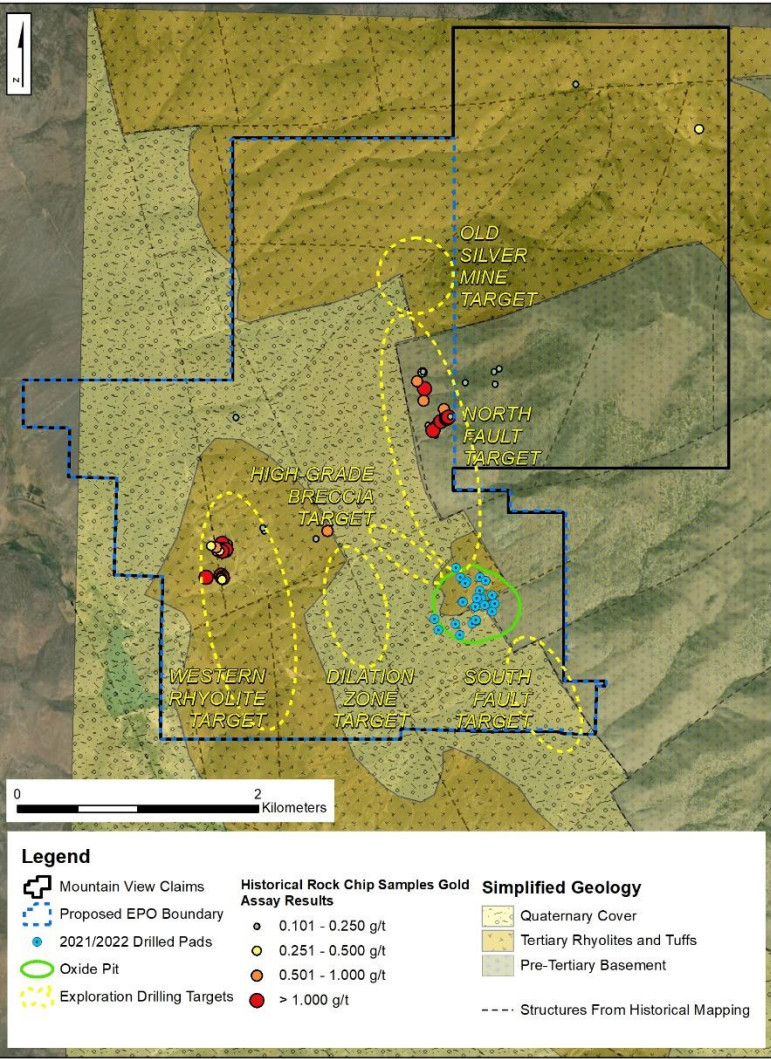 N
OLD
SILVER
MINE
TARGET
NORTH
FAULT
TARGET
HIGH-GRADE
BRECCIA
TARGET
WESTERN
RHYOLITE
TARGET
DILATION
ZONE
TARGET
SOUTH
FAULT
TARGET
0 2
Kilometers
Legend
Mountain View Claims
Proposed EPO Boundary
2021/2022 Drilled Pads
Oxide Pit
Exploration Drilling Targets
Historical Rock Chip Samples Gold
Assay Results
0.101 - 0.250 g/t
0.251 - 0.500 g/t
0.501 - 1.000 g/t
> 1.000 g/t
Simplified Geology
Quaternary Cover
Tertiary Rhyolites and Tuffs
Pre-Tertiary Basement
Structures From Historical Mapping